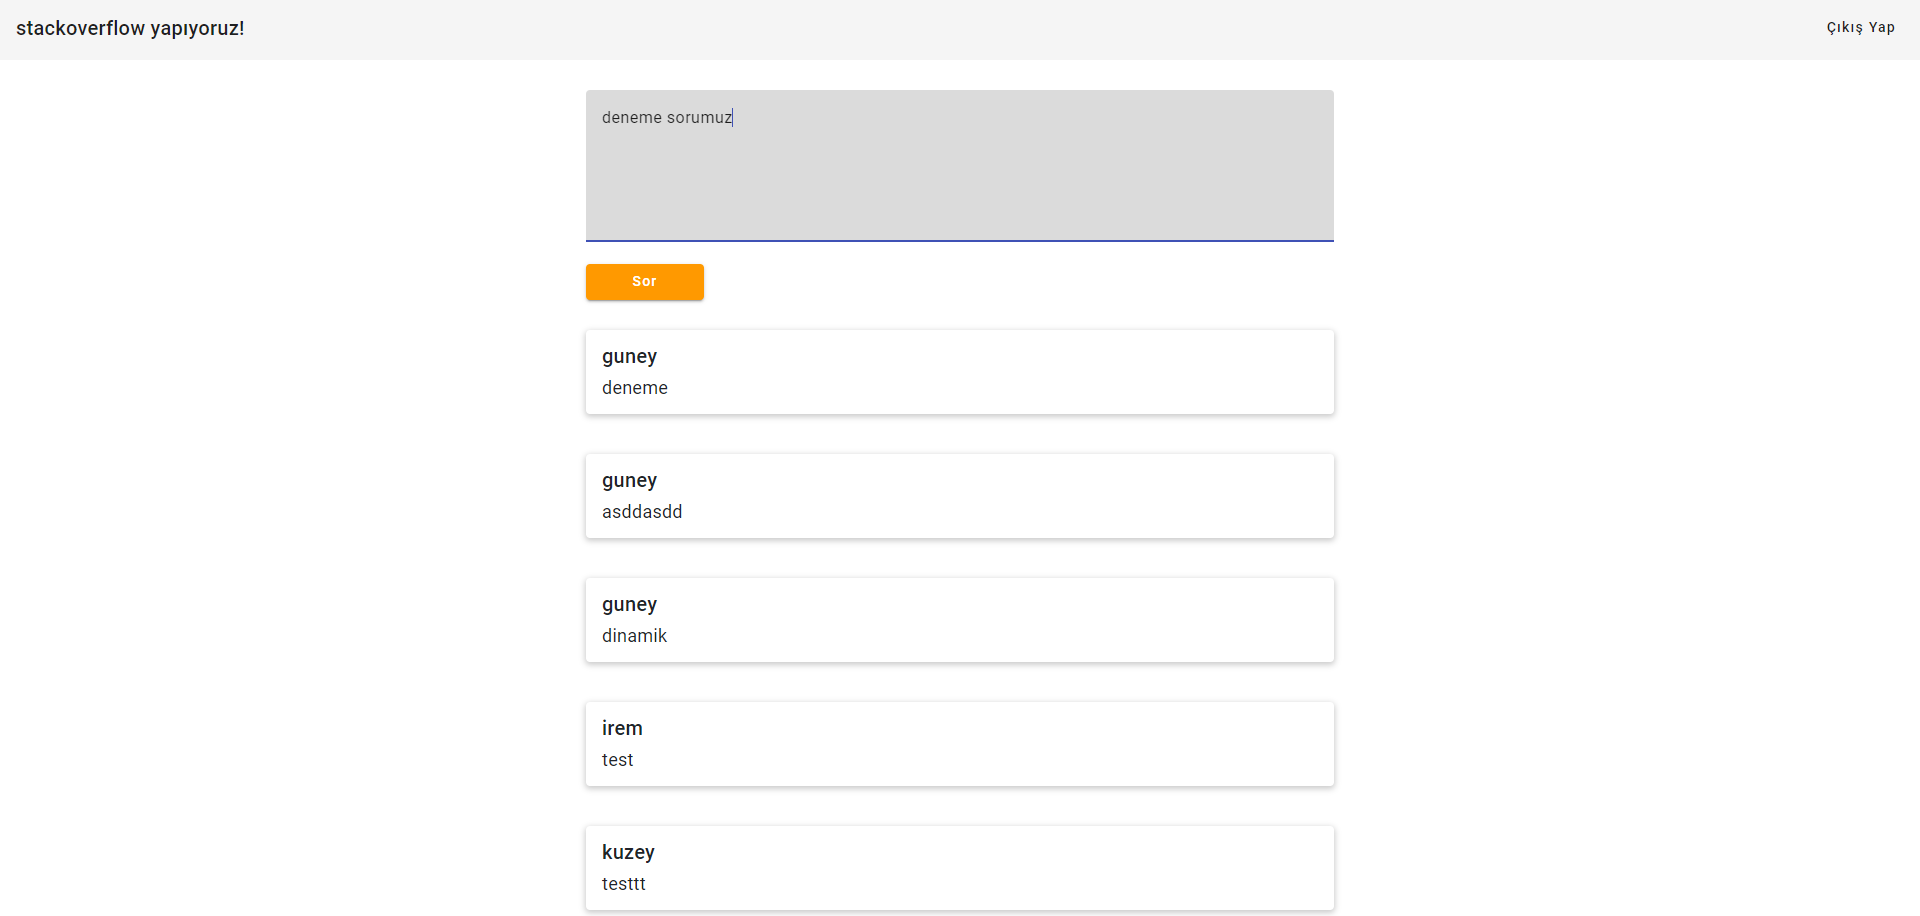 stackoverflow yapıyoruz!
Çıkış Yap
deneme sorumuz
Sor
guney
deneme
guney
asddasdd
guney
dinamik
irem
test
kuzey
testtt